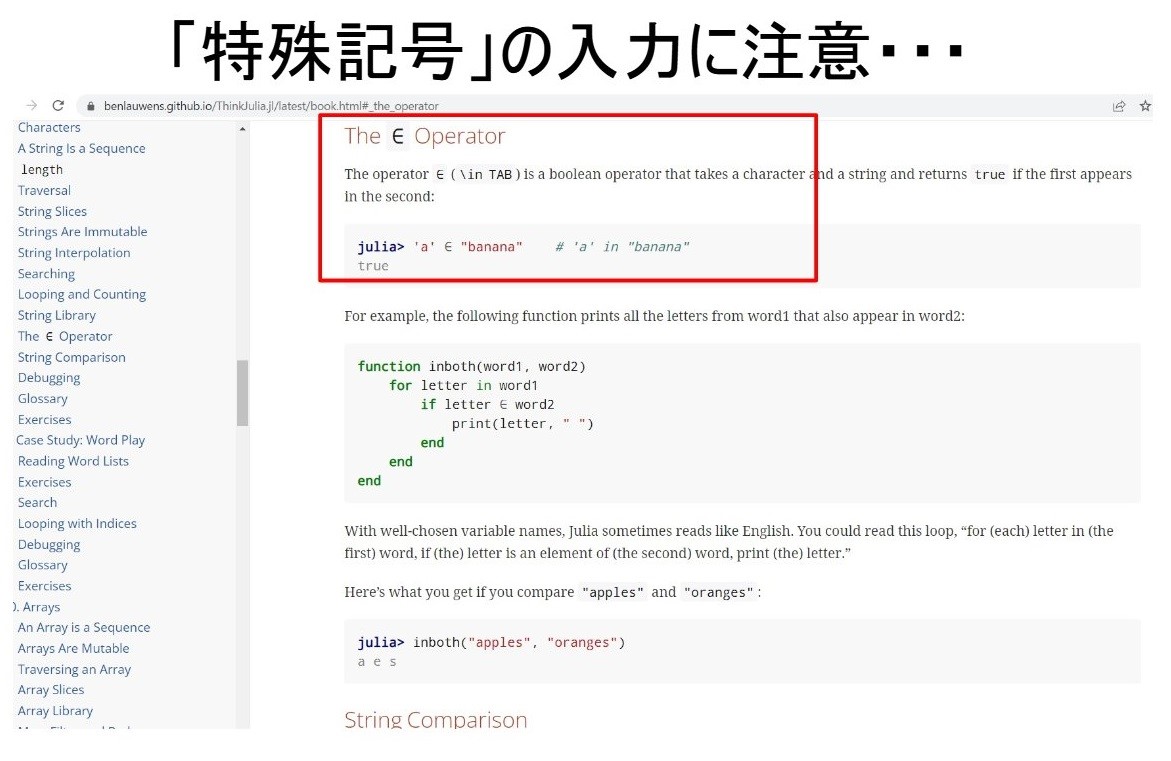 「特殊記号」の入力に注意・・・
benlauwens.github.io/ThinkJulia.jl/latest/book.html#_the_operator
Characters
A String Is a Sequence
length
Traversal
String Slices
Strings Are Immutable
String Interpolation
Searching
Looping and Counting
String Library
The ∈ Operator
String Comparison
Debugging
Glossary
Exercises
Case Study: Word Play
Reading Word Lists
Exercises
Search
Looping with Indices
Debugging
Glossary
Exercises
0. Arrays
An Array is a Sequence
Arrays Are Mutable
Traversing an Array
Array Slices
Array Library
The ∈ Operator
The operator ∈ (\in TAB) is a boolean operator that takes a character and a string and returns true if the first appears
in the second:
julia> 'a' ∈ "banana"    # 'a' in "banana"
true
For example, the following function prints all the letters from word1 that also appear in word2:
function inboth(word1, word2)
    for letter in word1
        if letter ∈ word2
            print(letter, " ")
        end
    end
end
With well-chosen variable names, Julia sometimes reads like English. You could read this loop, “for (each) letter in (the
first) word, if (the) letter is an element of (the second) word, print (the) letter.”
Here’s what you get if you compare "apples" and "oranges":
julia> inboth("apples", "oranges")
a e s
String Comparison